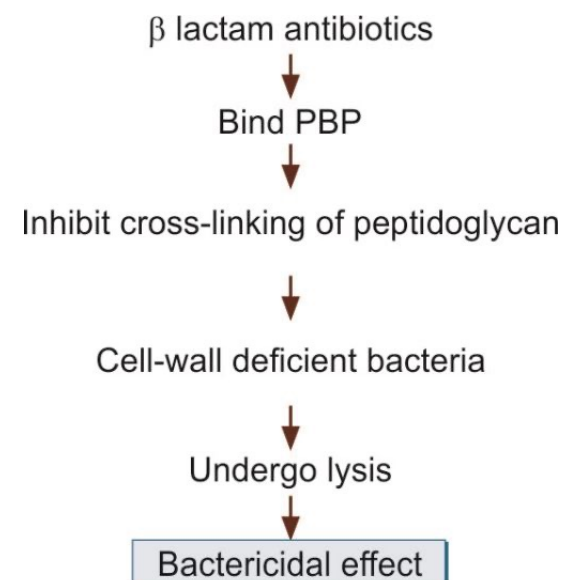 β lactam antibiotics
Bind PBP
Inhibit cross-linking of peptidoglycan
Cell-wall deficient bacteria
Undergo lysis
Bactericidal effect